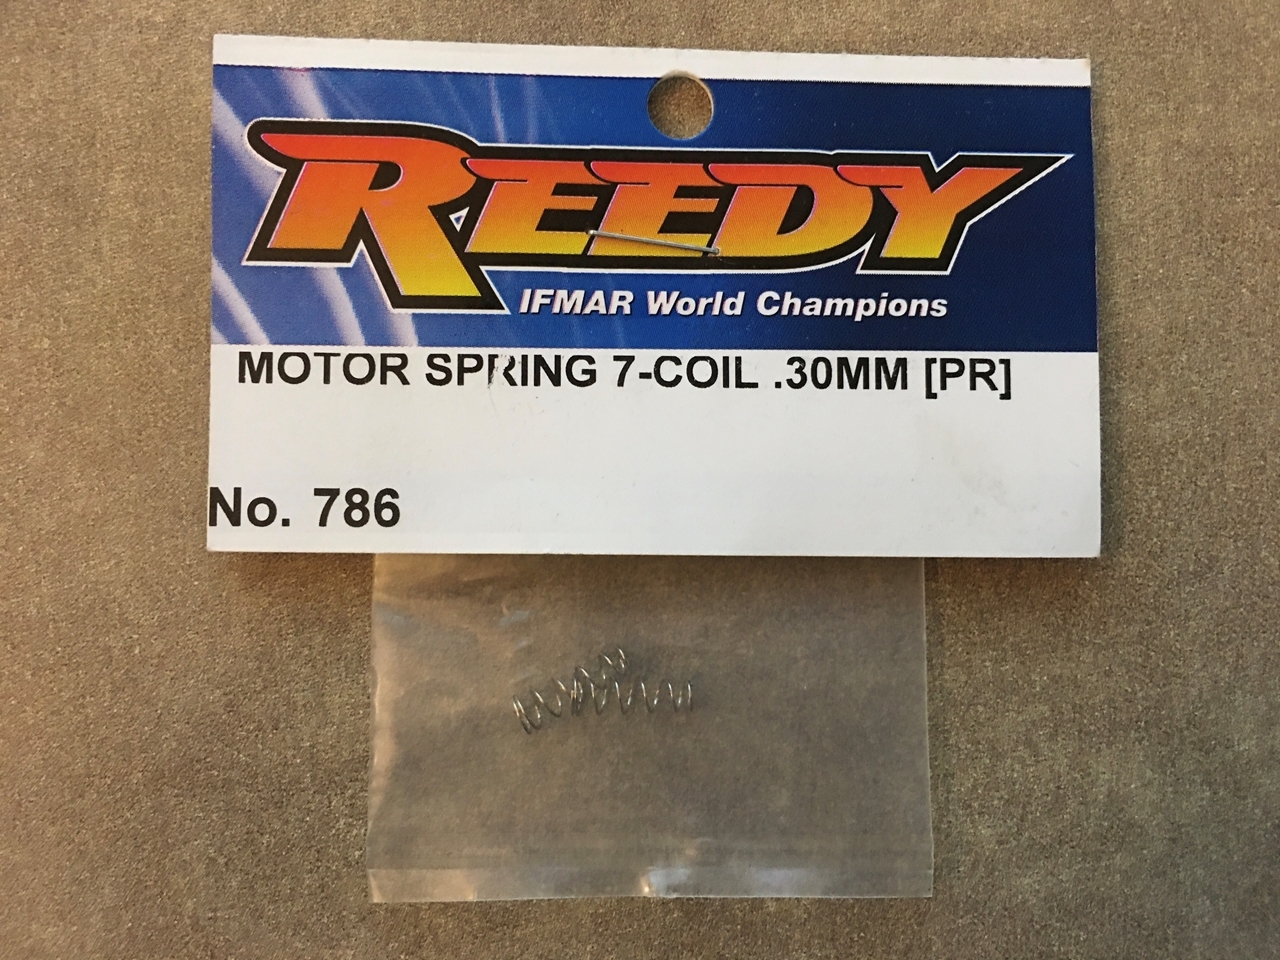 REEDY
IFMAR World Champions
MOTOR SPRING 7-COIL .30MM [PR]
No. 786